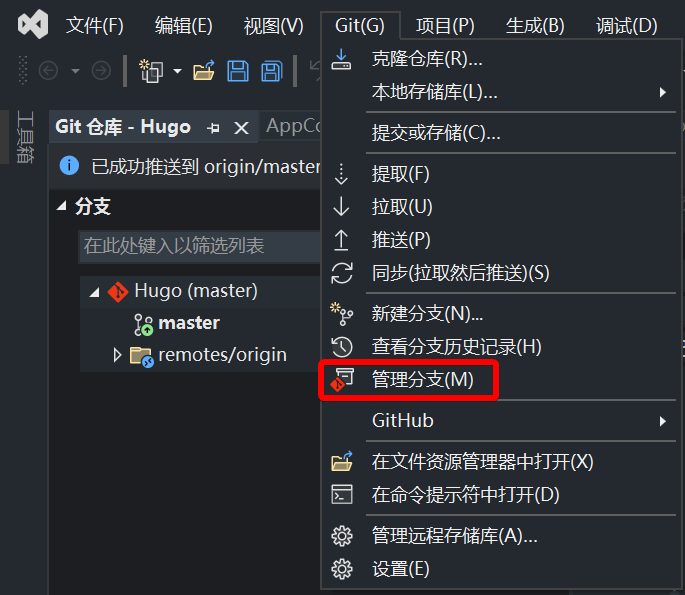 文件(F) 编辑(E) 视图(V) Git(G) 项目(P) 生成(B) 调试(D)
工具箱
Git 仓库 - Hugo AppCo
已成功推送到 origin/master
分支
在此处键入以筛选列表
Hugo (master)
master
remotes/origin
克隆仓库(R)...
本地存储库(L)...
提交或存储(C)...
提取(F)
拉取(U)
推送(P)
同步(拉取然后推送)(S)
新建分支(N)...
查看分支历史记录(H)
管理分支(M)
GitHub
在文件资源管理器中打开(X)
在命令提示符中打开(D)
管理远程存储库(A)...
设置(E)